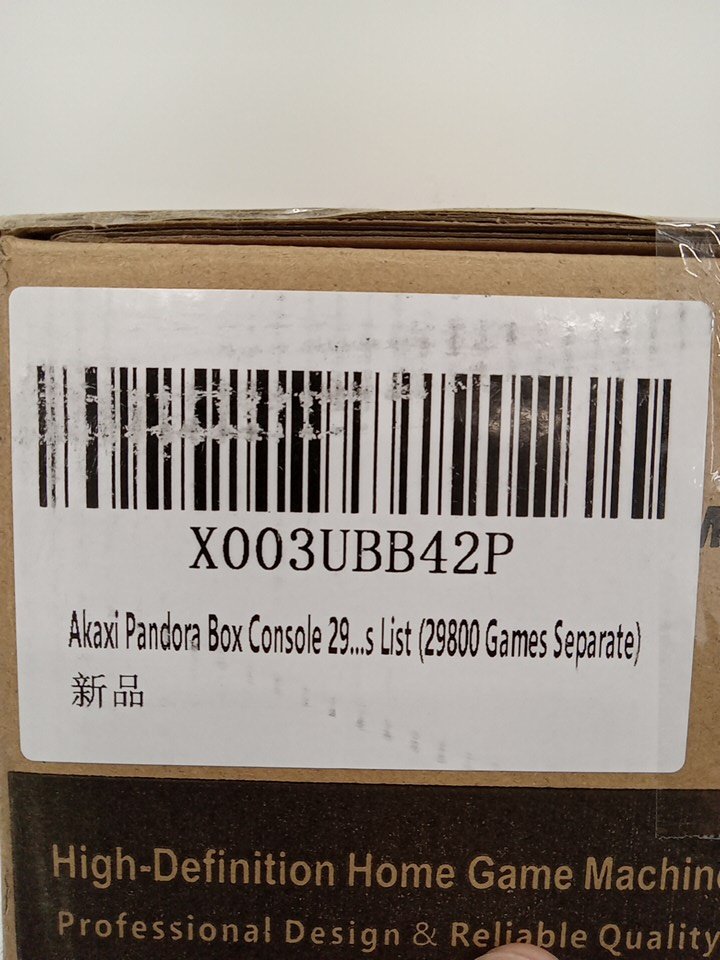 X003UBB42P
Akaxi Pandora Box Console 29...s List (29800 Games Separate)
新品
High-Definition Home Game Machine
Professional Design & Reliable Quality